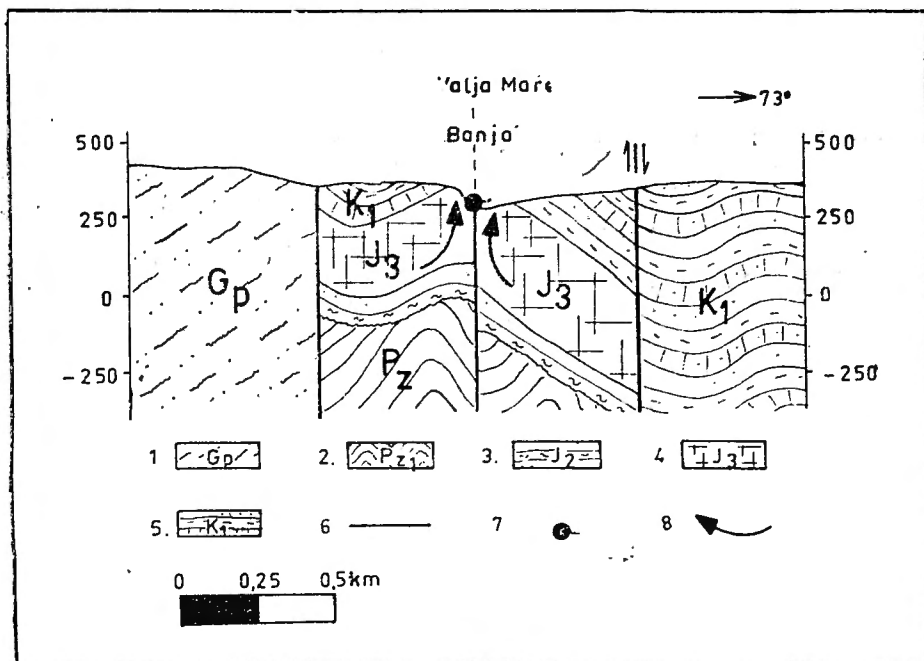 Valja Mare
Banja
73°
500
500
250
250
0
0
-250
-250
Gp
K1
J3
J3
K1
Pz
1 Gp
2. Pz1
3. J2
4 J3
5. K1
6
7
8
0 0,25 0,5km